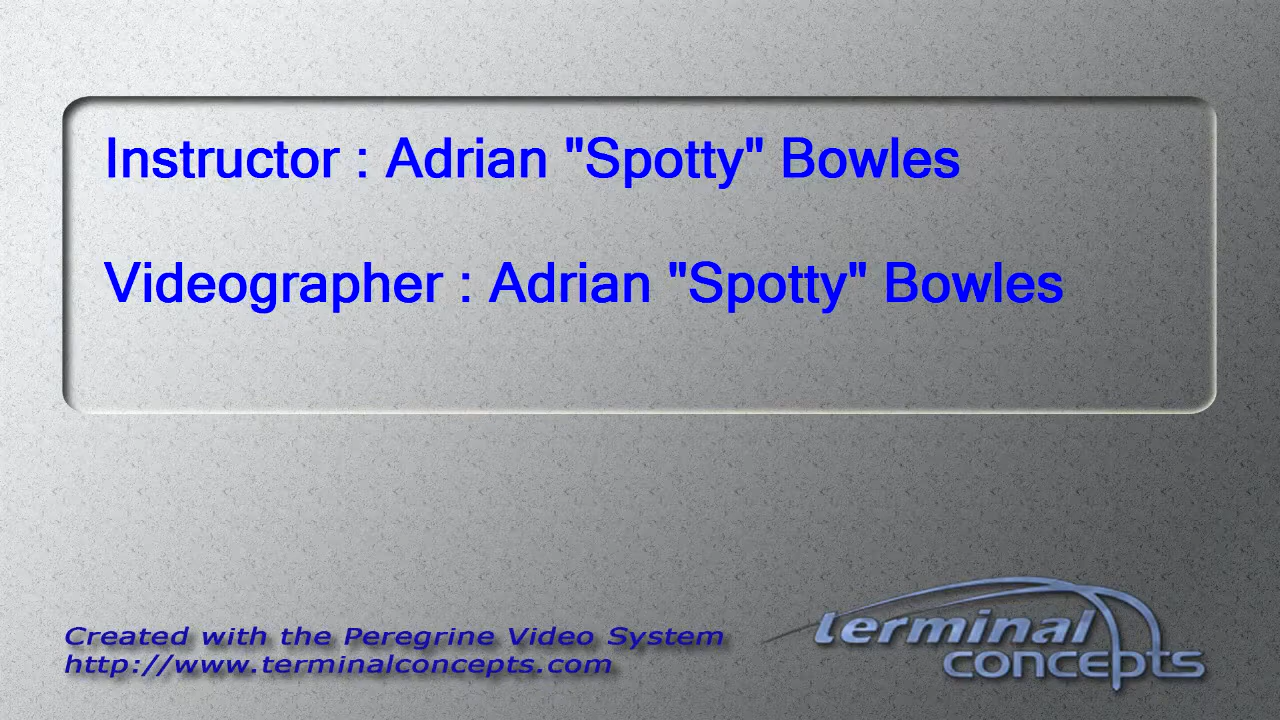 Instructor : Adrian "Spotty" Bowles
Videographer : Adrian "Spotty" Bowles
Created with the Peregrine Video System
http://www.terminalconcepts.com
terminal
concepts